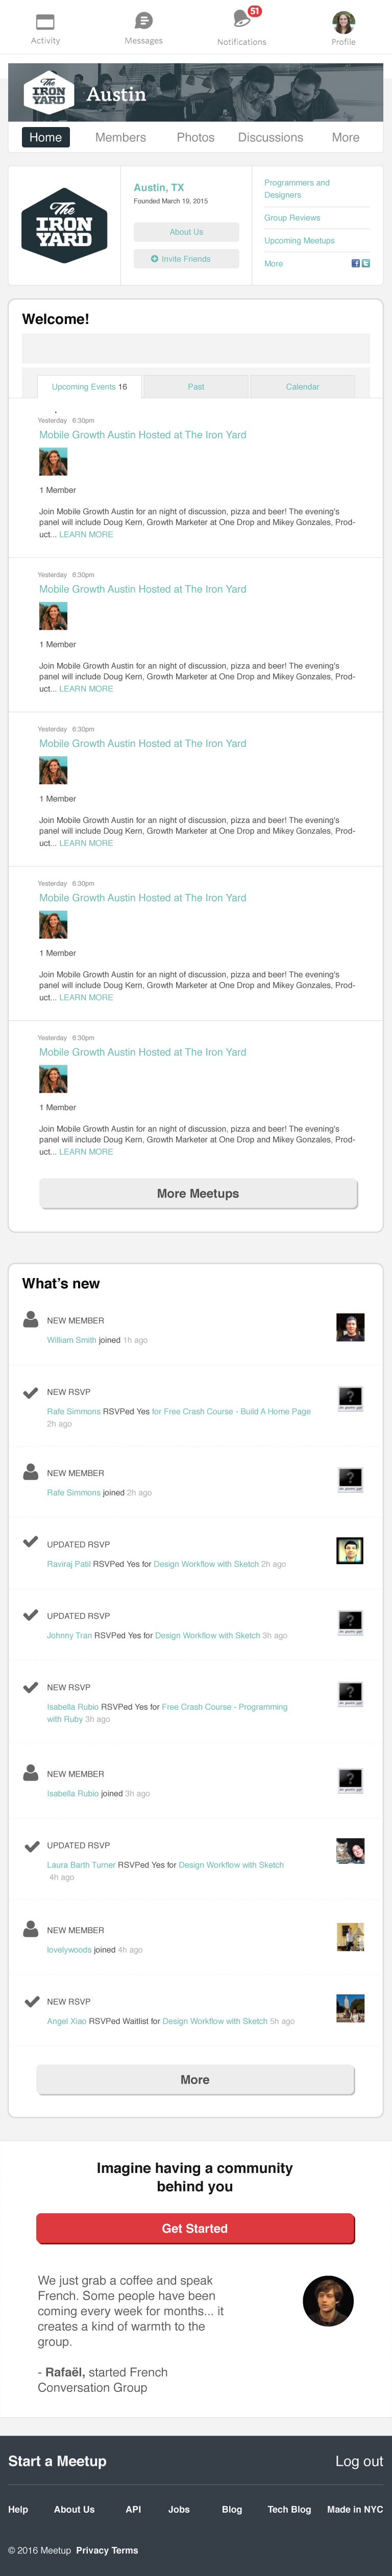 51
Activity
Messages
Notifications
Profile
The
IRON
YARD
Austin
Home
Members
Photos
Discussions
More
The
IRON
YARD
Austin, TX
Founded March 19, 2015
About Us
Invite Friends
Programmers and
Designers
Group Reviews
Upcoming Meetups
More
Welcome!
Upcoming Events 16
Past
Calendar
Yesterday 6:30pm
Mobile Growth Austin Hosted at The Iron Yard
1 Member
Join Mobile Growth Austin for an night of discussion, pizza and beer! The evening's
panel will include Doug Kern, Growth Marketer at One Drop and Mikey Gonzales, Prod-
uct... LEARN MORE
Yesterday 6:30pm
Mobile Growth Austin Hosted at The Iron Yard
1 Member
Join Mobile Growth Austin for an night of discussion, pizza and beer! The evening's
panel will include Doug Kern, Growth Marketer at One Drop and Mikey Gonzales, Prod-
uct... LEARN MORE
Yesterday 6:30pm
Mobile Growth Austin Hosted at The Iron Yard
1 Member
Join Mobile Growth Austin for an night of discussion, pizza and beer! The evening's
panel will include Doug Kern, Growth Marketer at One Drop and Mikey Gonzales, Prod-
uct... LEARN MORE
Yesterday 6:30pm
Mobile Growth Austin Hosted at The Iron Yard
1 Member
Join Mobile Growth Austin for an night of discussion, pizza and beer! The evening's
panel will include Doug Kern, Growth Marketer at One Drop and Mikey Gonzales, Prod-
uct... LEARN MORE
Yesterday 6:30pm
Mobile Growth Austin Hosted at The Iron Yard
1 Member
Join Mobile Growth Austin for an night of discussion, pizza and beer! The evening's
panel will include Doug Kern, Growth Marketer at One Drop and Mikey Gonzales, Prod-
uct... LEARN MORE
More Meetups
What's new
NEW MEMBER
William Smith joined 1h ago
NEW RSVP
Rafe Simmons RSVPed Yes for Free Crash Course - Build A Home Page
2h ago
NEW MEMBER
Rafe Simmons joined 2h ago
UPDATED RSVP
Raviraj Patil RSVPed Yes for Design Workflow with Sketch 2h ago
UPDATED RSVP
Johnny Tran RSVPed Yes for Design Workflow with Sketch 3h ago
NEW RSVP
Isabella Rubio RSVPed Yes for Free Crash Course - Programming
with Ruby 3h ago
NEW MEMBER
Isabella Rubio joined 3h ago
UPDATED RSVP
Laura Barth Turner RSVPed Yes for Design Workflow with Sketch
4h ago
NEW MEMBER
lovelywoods joined 4h ago
NEW RSVP
Angel Xiao RSVPed Waitlist for Design Workflow with Sketch 5h ago
More
Imagine having a community
behind you
Get Started
We just grab a coffee and speak
French. Some people have been
coming every week for months... it
creates a kind of warmth to the
group.
- Rafaël, started French
Conversation Group
Start a Meetup
Log out
Help
About Us
API
Jobs
Blog
Tech Blog
Made in NYC
© 2016 Meetup Privacy Terms